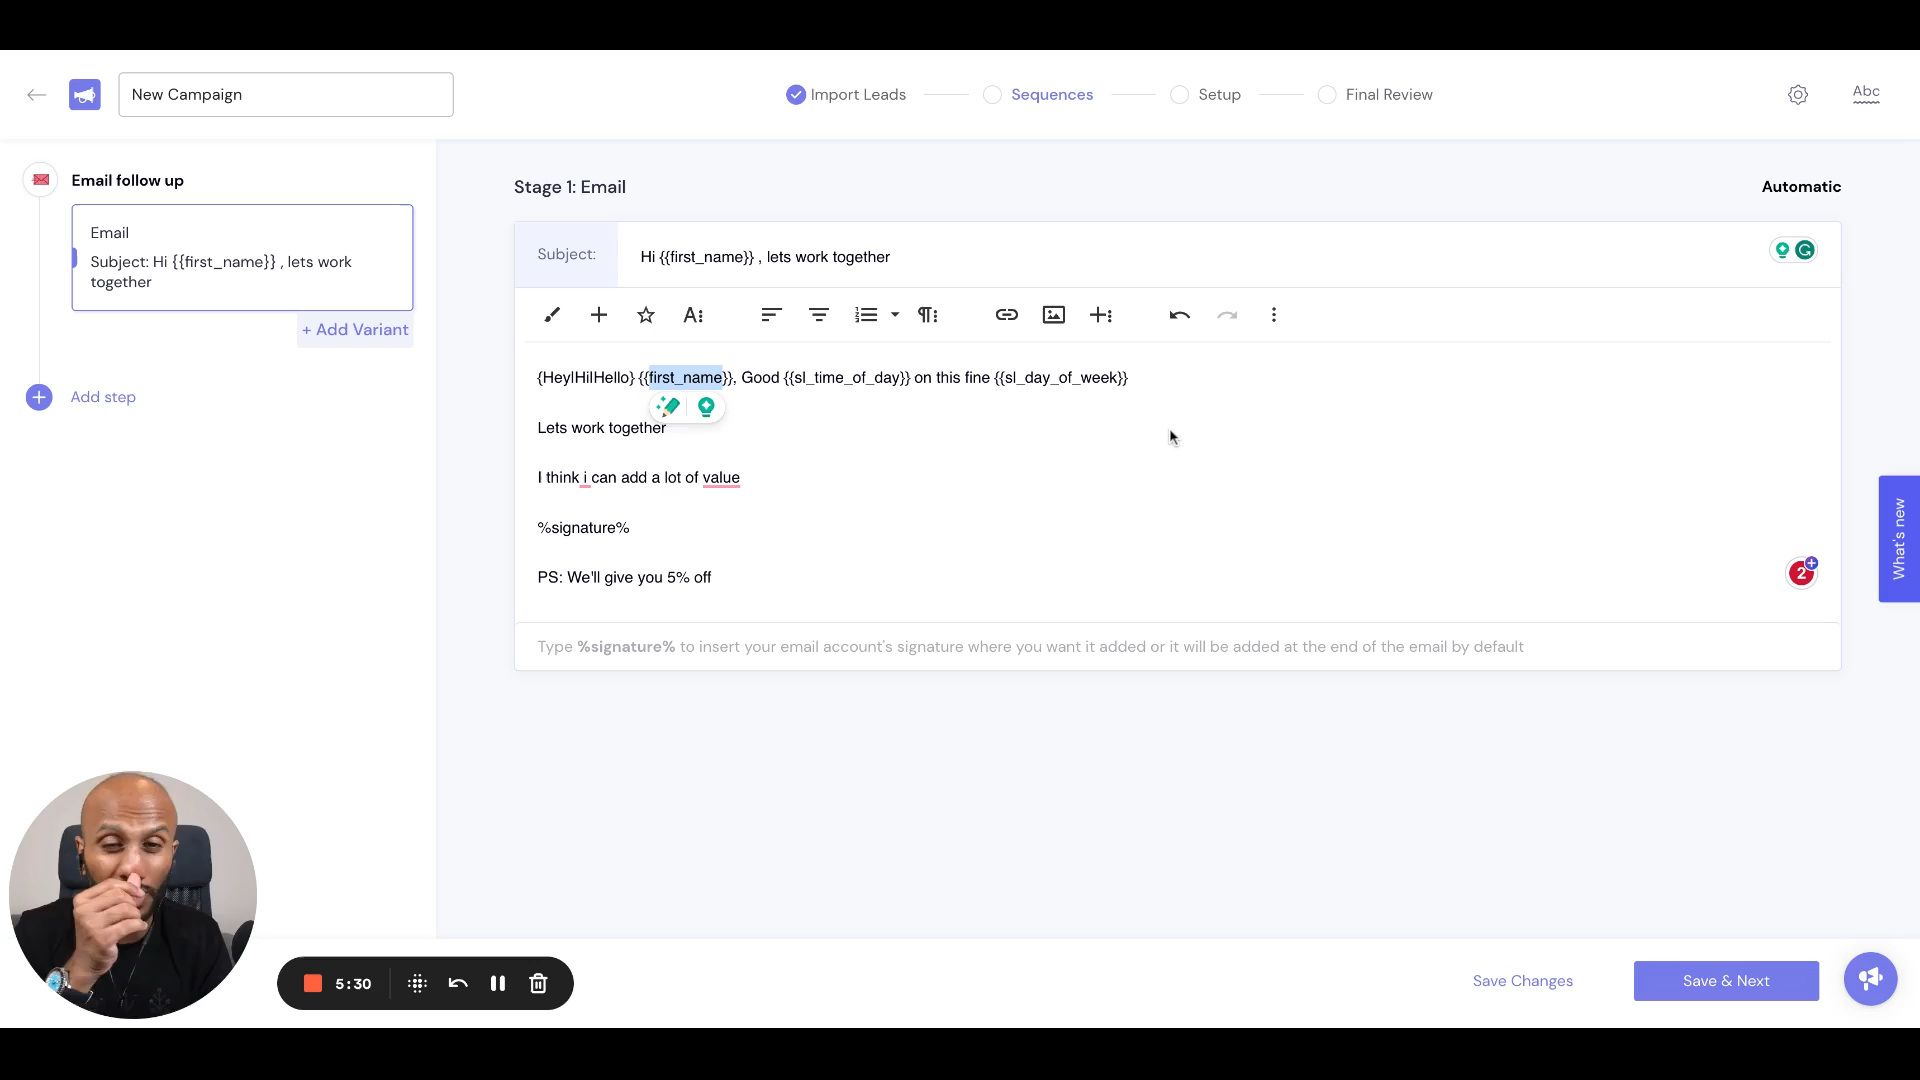 New Campaign
Import Leads
Sequences
Setup
Final Review
Abc
Email follow up
Email
Subject: Hi {{first_name}} , lets work
together
+ Add Variant
Add step
Stage 1: Email
Automatic
Subject:
Hi {{first_name}} , lets work together
{Hey|Hi|Hello} {{first_name}}, Good {{sl_time_of_day}} on this fine {{sl_day_of_week}}
Lets work together
I think i can add a lot of value
%signature%
PS: We'll give you 5% off
2
Type %signature% to insert your email account's signature where you want it added or it will be added at the end of the email by default
What's new
5:30
Save Changes
Save & Next